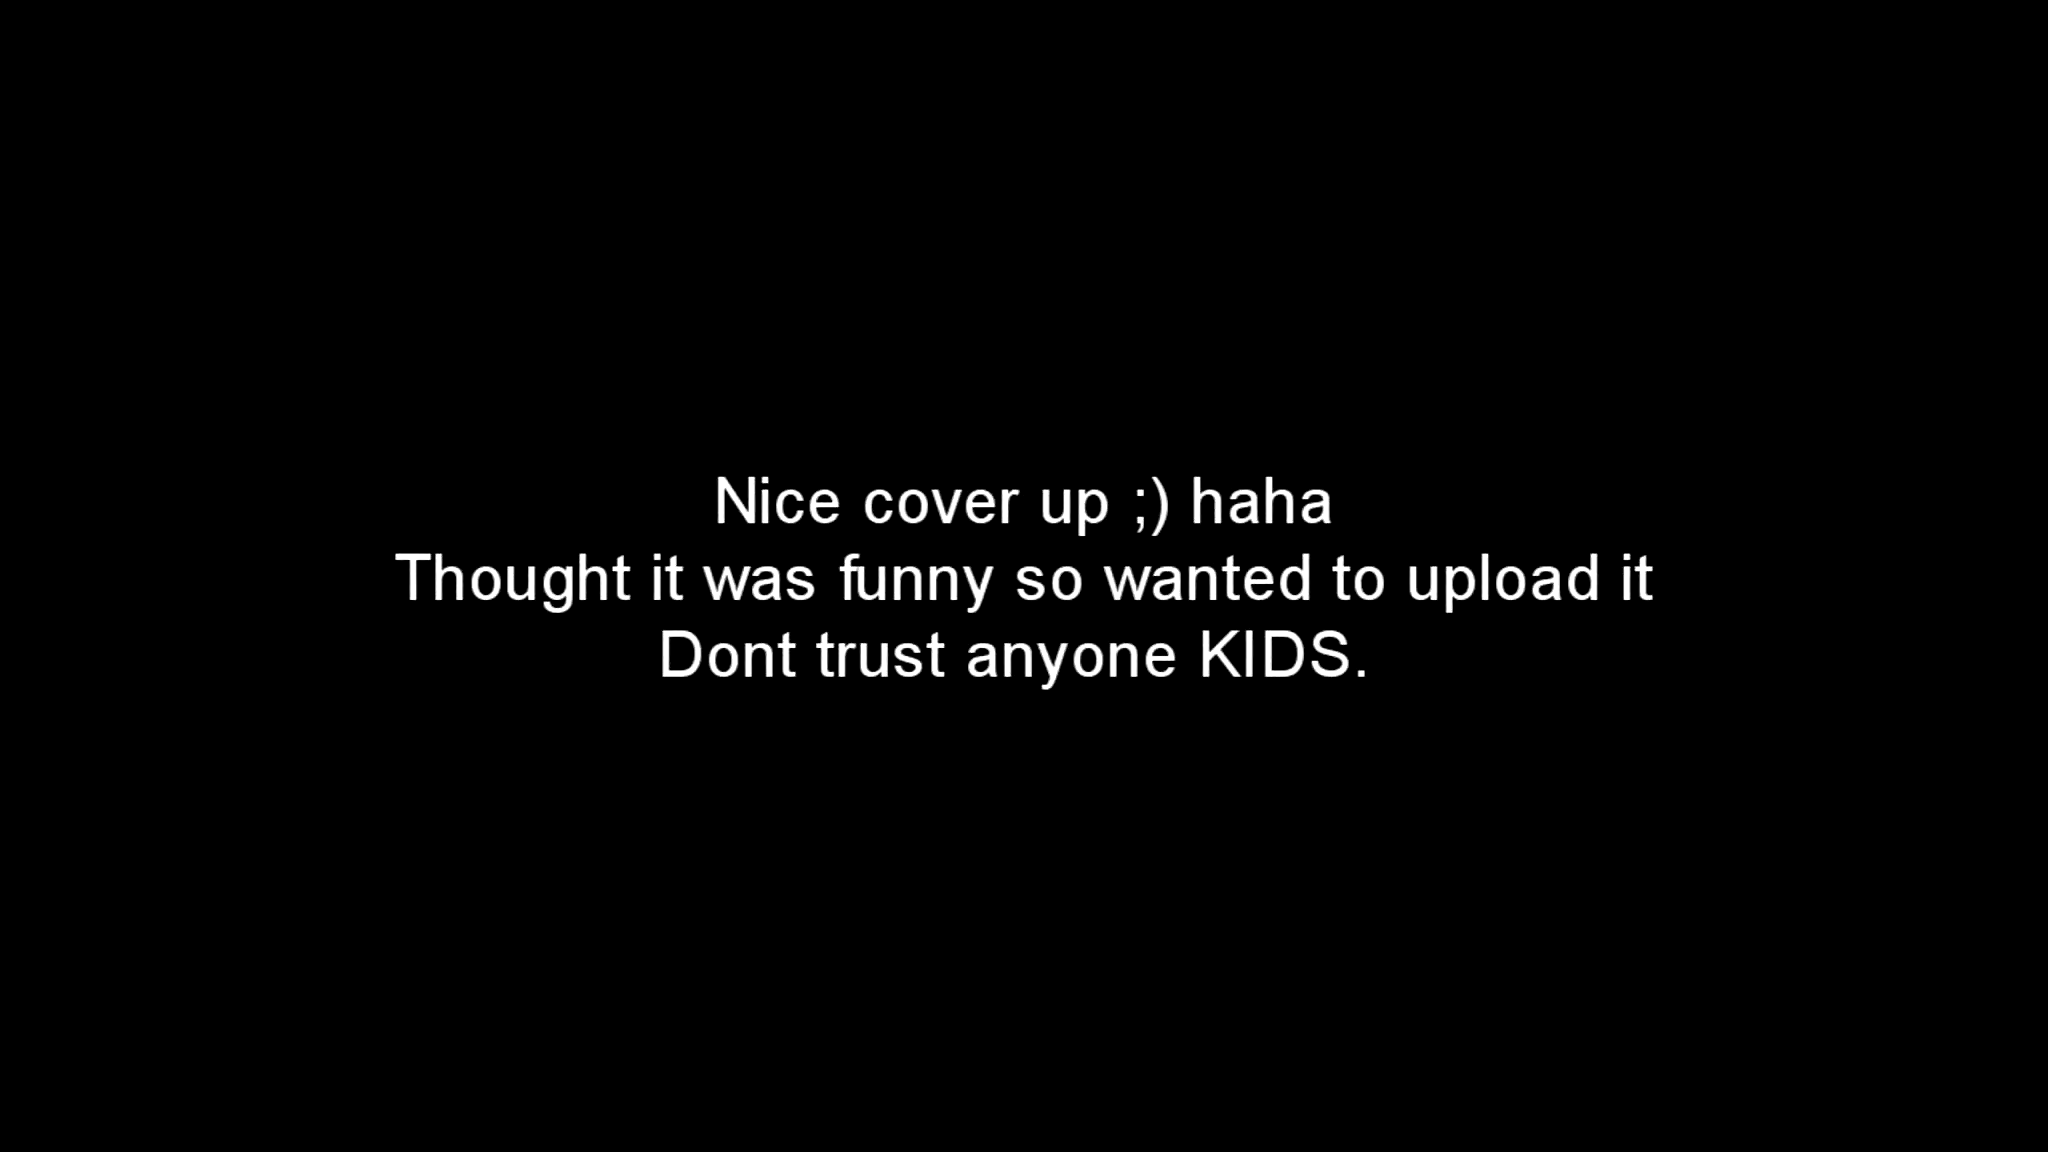 Nice cover up ;) haha
Thought it was funny so wanted to upload it
Dont trust anyone KIDS.